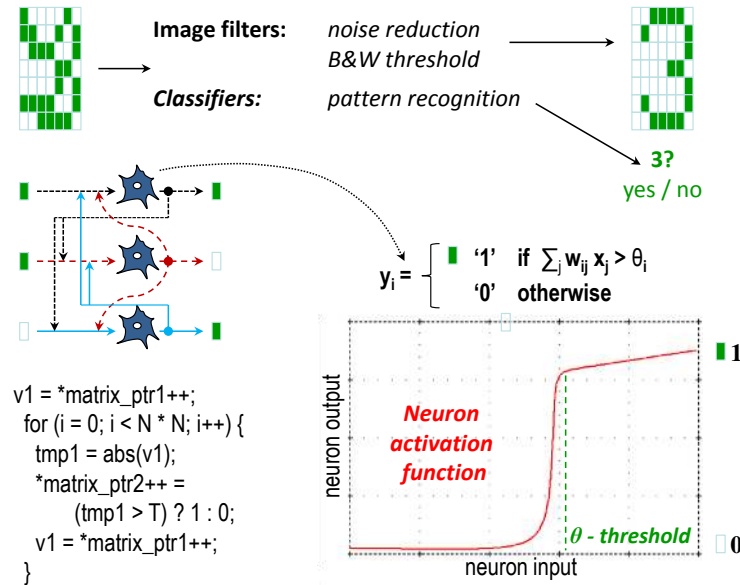 Image filters: noise reduction
B&W threshold
Classifiers: pattern recognition
3?
yes / no
yᵢ = '1' if ∑ⱼ wᵢⱼ xⱼ > θᵢ
'0' otherwise
v1 = *matrix_ptr1++;
for (i = 0; i < N * N; i++) {
tmp1 = abs(v1);
*matrix_ptr2++ =
(tmp1 > T) ? 1 : 0;
v1 = *matrix_ptr1++;
}
neuron output
Neuron
activation
function
θ - threshold
neuron input
1
0